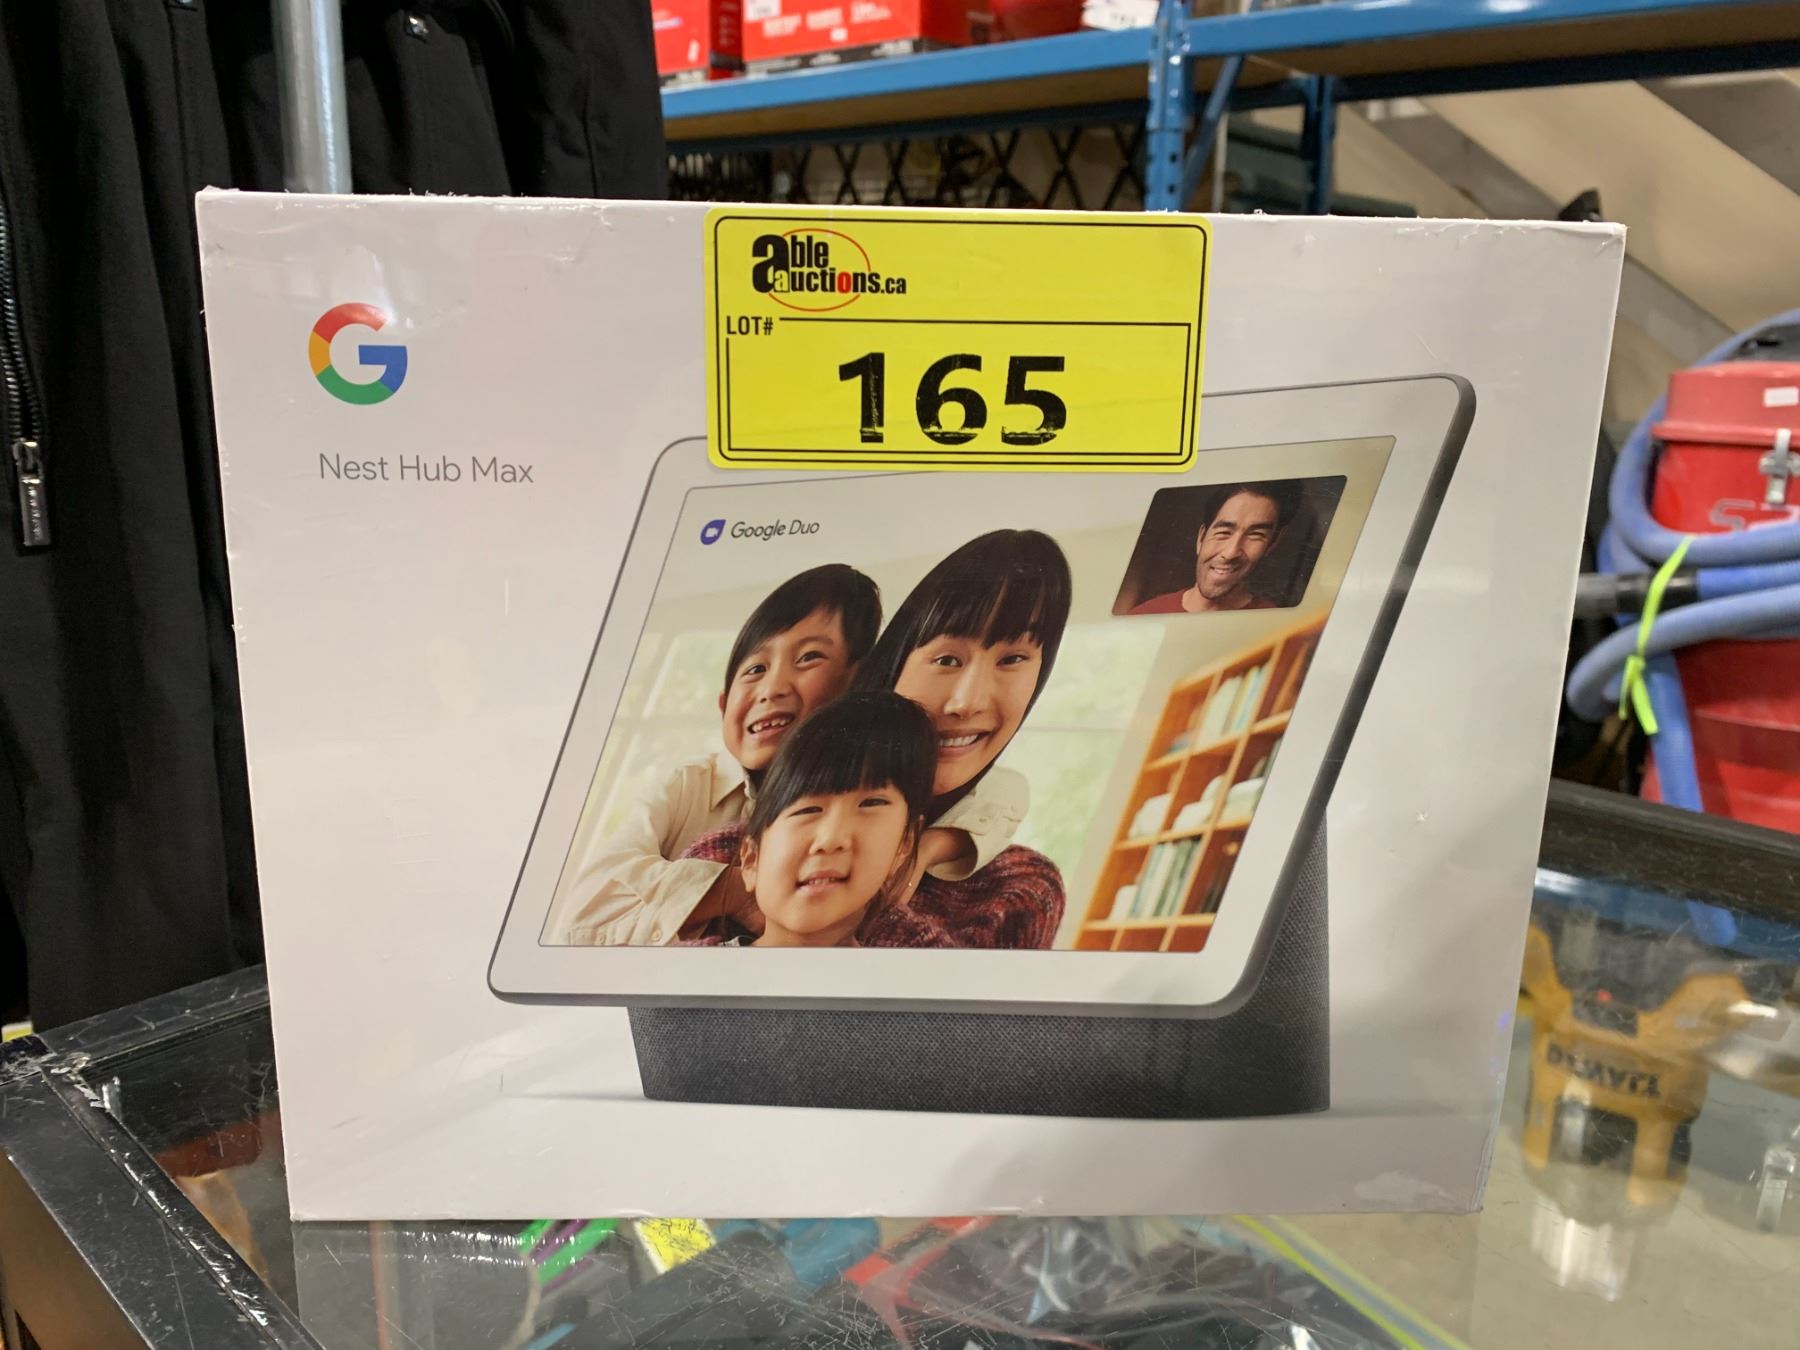 able
auctions.ca
LOT#
165
G
Nest Hub Max
Google Duo
DEWALT